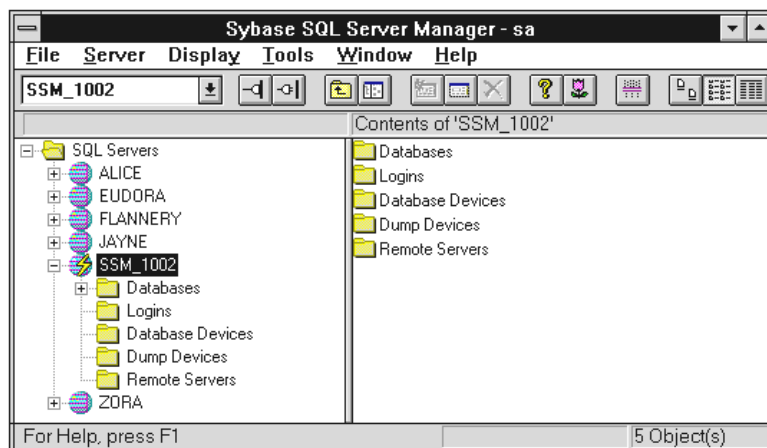 Sybase SQL Server Manager - sa
File Server Display Tools Window Help
SSM_1002
Contents of 'SSM_1002'
SQL Servers
ALICE
EUDORA
FLANNERY
JAYNE
SSM_1002
Databases
Logins
Database Devices
Dump Devices
Remote Servers
ZORA
Databases
Logins
Database Devices
Dump Devices
Remote Servers
For Help, press F1
5 Object(s)